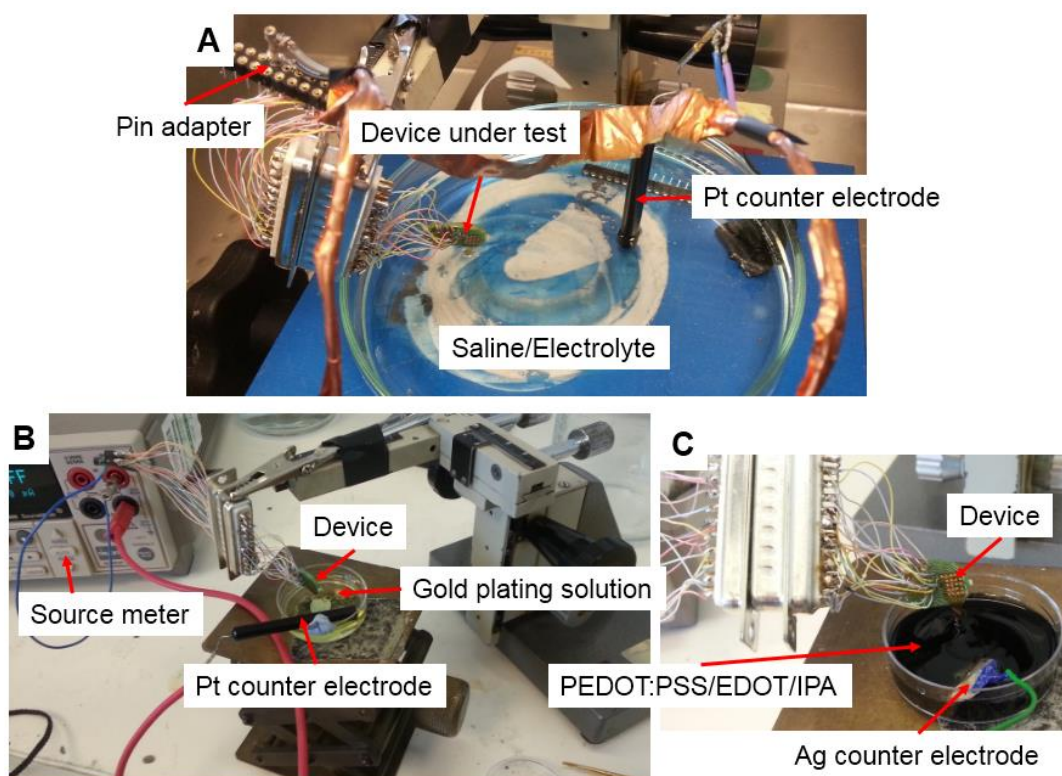 A
Pin adapter
Device under test
Pt counter electrode
Saline/Electrolyte
B
Device
Gold plating solution
Source meter
Pt counter electrode
C
Device
PEDOT:PSS/EDOT/IPA
Ag counter electrode